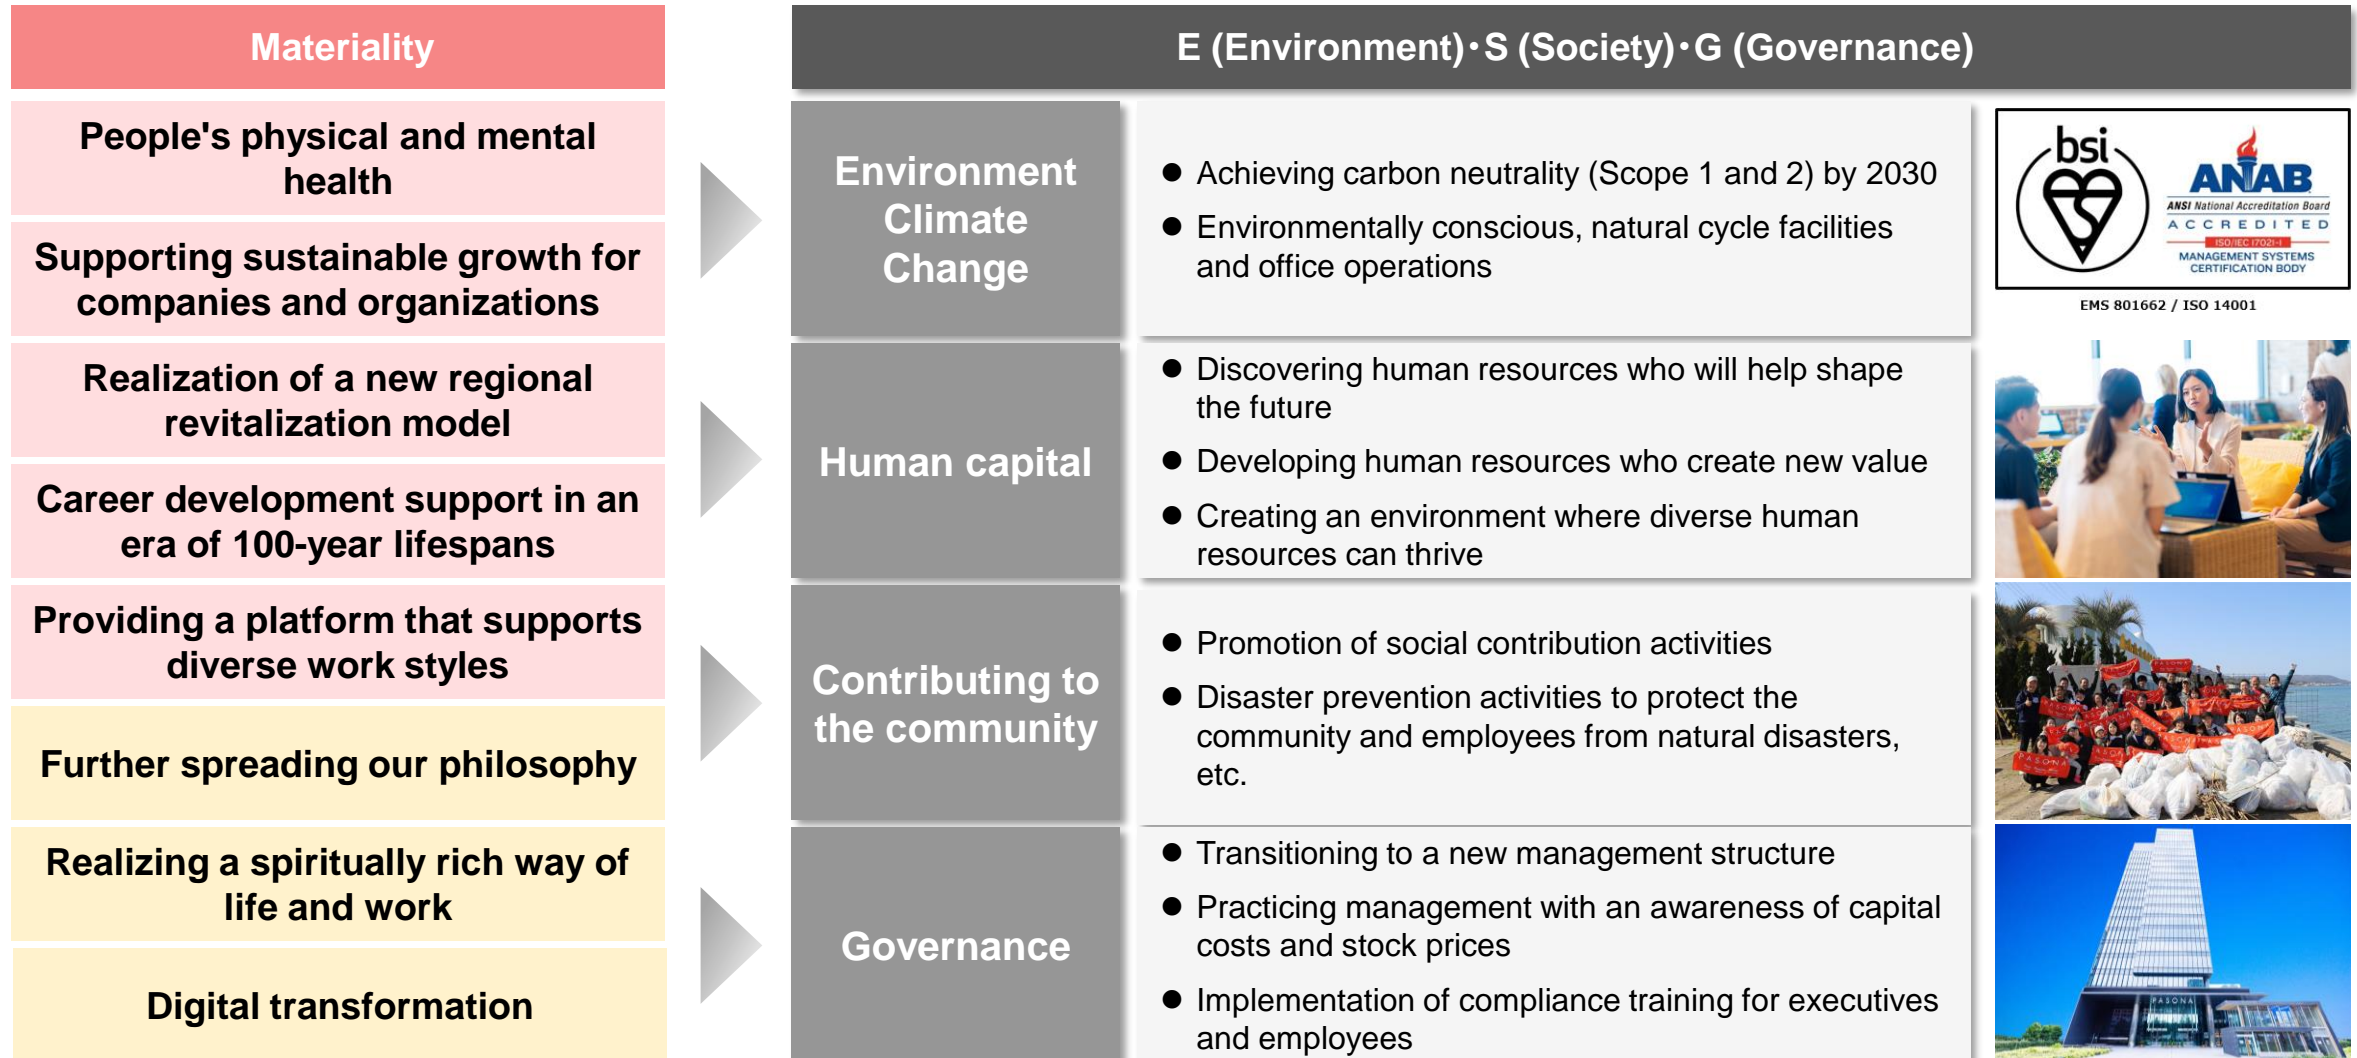 Materiality
People's physical and mental
health
Supporting sustainable growth for
companies and organizations
Realization of a new regional
revitalization model
Career development support in an
era of 100-year lifespans
Providing a platform that supports
diverse work styles
Further spreading our philosophy
Realizing a spiritually rich way of
life and work
Digital transformation
E (Environment)・S (Society)・G (Governance)
Environment
Climate
Change
● Achieving carbon neutrality (Scope 1 and 2) by 2030
● Environmentally conscious, natural cycle facilities
and office operations
bsi
ANAB
ANSI National Accreditation Board
ACCREDITED
ISO/IEC 17021-1
MANAGEMENT SYSTEMS
CERTIFICATION BODY
EMS 801662 / ISO 14001
Human capital
● Discovering human resources who will help shape
the future
● Developing human resources who create new value
● Creating an environment where diverse human
resources can thrive
Contributing to
the community
● Promotion of social contribution activities
● Disaster prevention activities to protect the
community and employees from natural disasters,
etc.
PASONA
PASONA
Governance
● Transitioning to a new management structure
● Practicing management with an awareness of capital
costs and stock prices
● Implementation of compliance training for executives
and employees
PASONA